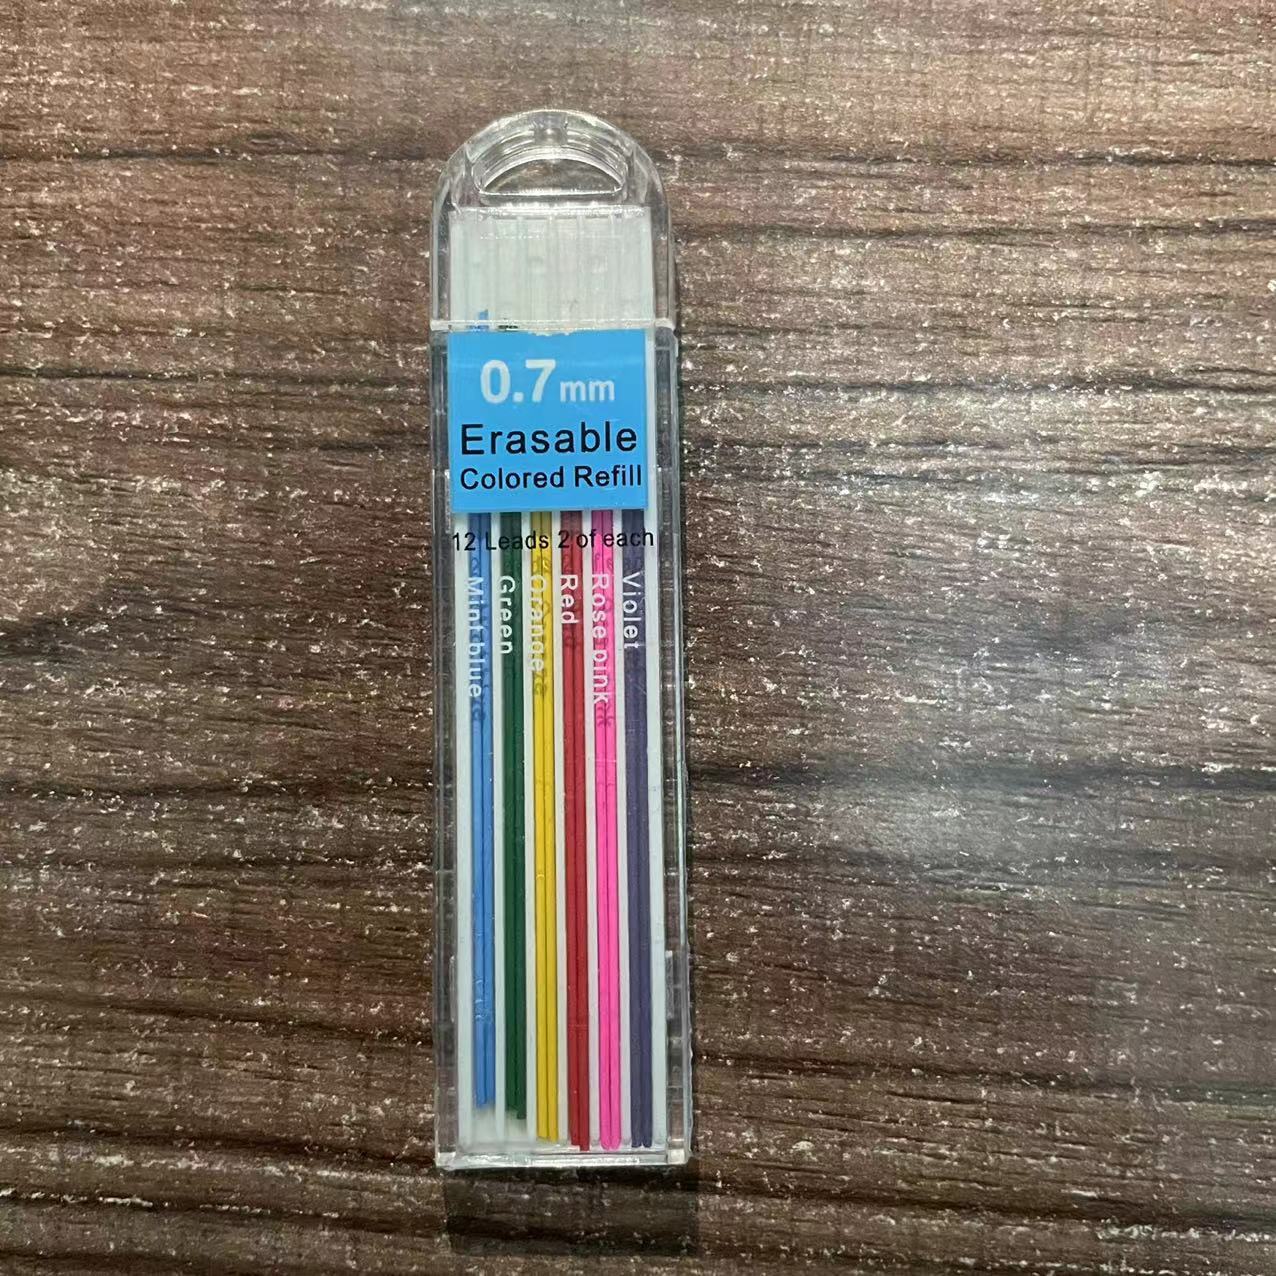 0.7mm
Erasable
Colored Refill
12 Leads 2 of each
Mint blue
Green
Orange
Red
Rose pink
Violet